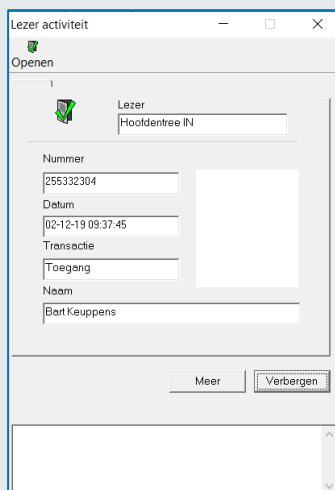 Lezer activiteit
Openen
Lezer
Hoofdentree IN
Nummer
255332304
Datum
02-12-19 09:37:45
Transactie
Toegang
Naam
Bart Keuppens
Meer
Verbergen